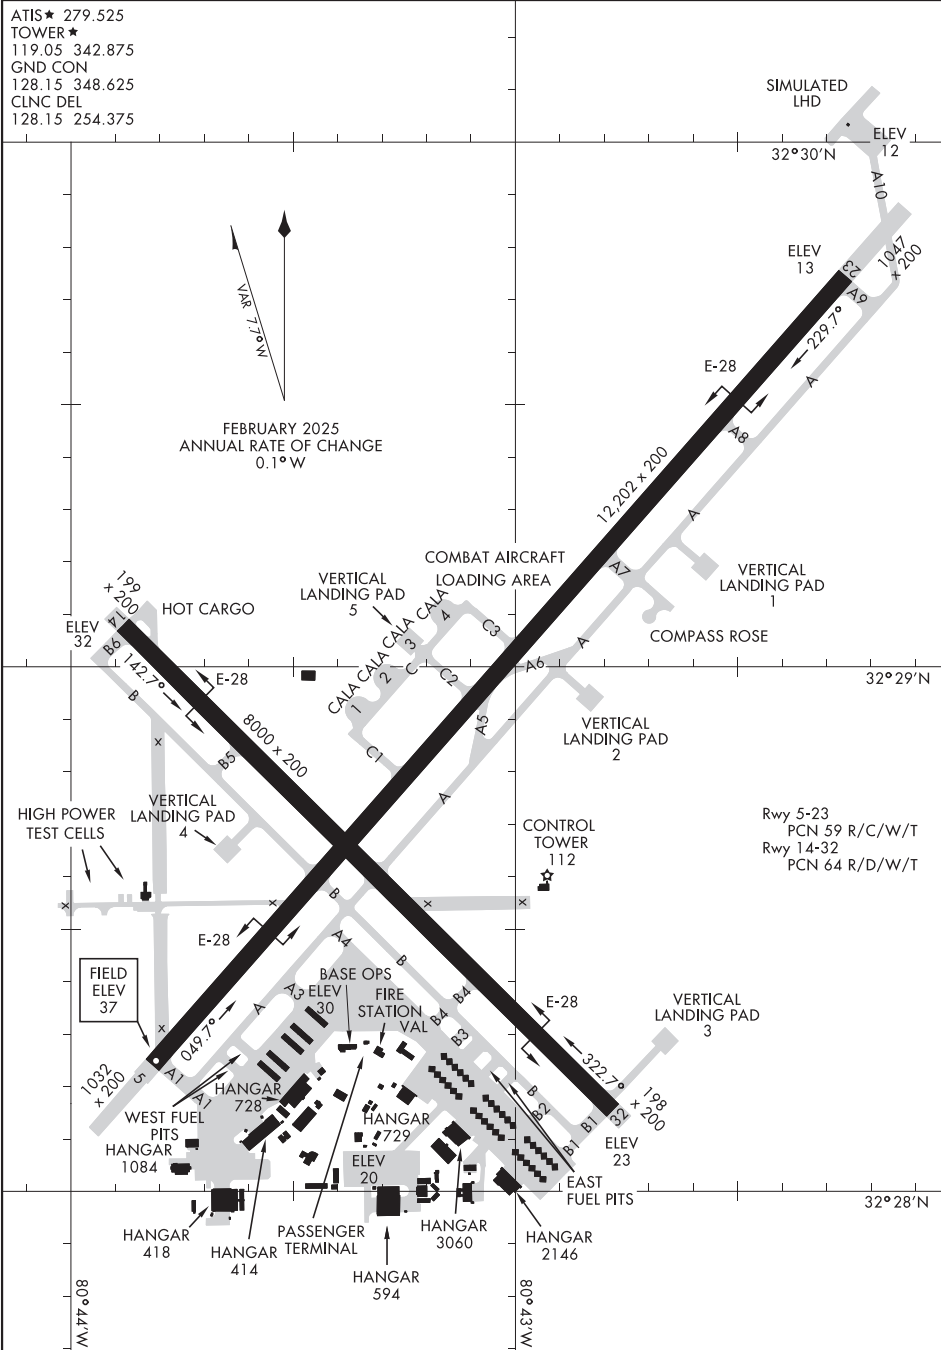 ATIS★ 279.525
TOWER★
119.05 342.875
GND CON
128.15 348.625
CLNC DEL
128.15 254.375
SIMULATED
LHD
ELEV
12
32°30'N
A10
ELEV
13
23
1047
× 200
A9
229.7°
VAR 7.7°W
E-28
A
A8
FEBRUARY 2025
ANNUAL RATE OF CHANGE
0.1° W
12,202 × 200
A
COMBAT AIRCRAFT
LOADING AREA
A7
VERTICAL
LANDING PAD
1
VERTICAL
LANDING PAD
5
199
× 200
HOT CARGO
14
ELEV
32
B6
CALA CALA CALA CALA
1
2
3
4
C
C3
COMPASS ROSE
A
A6
32°29'N
142.7°
E-28
B
C2
A5
VERTICAL
LANDING PAD
2
8000 × 200
B5
C1
A
HIGH POWER
TEST CELLS
VERTICAL
LANDING PAD
4
CONTROL
TOWER
112
Rwy 5-23
PCN 59 R/C/W/T
Rwy 14-32
PCN 64 R/D/W/T
x
x
x
x
x
x
B
A4
E-28
B
FIELD
ELEV
37
BASE OPS
A3
ELEV
30
FIRE
STATION
VAL
A
B4
B4
B3
E-28
VERTICAL
LANDING PAD
3
049.7°
322.7°
1032
× 200
5
A1
A1
HANGAR
728
WEST FUEL
PITS
HANGAR
729
B
B2
B1
B1
32
198
× 200
ELEV
23
HANGAR
1084
ELEV
20
EAST
FUEL PITS
32°28'N
HANGAR
418
HANGAR
414
PASSENGER
TERMINAL
HANGAR
594
HANGAR
3060
HANGAR
2146
80°44'W
80°43'W